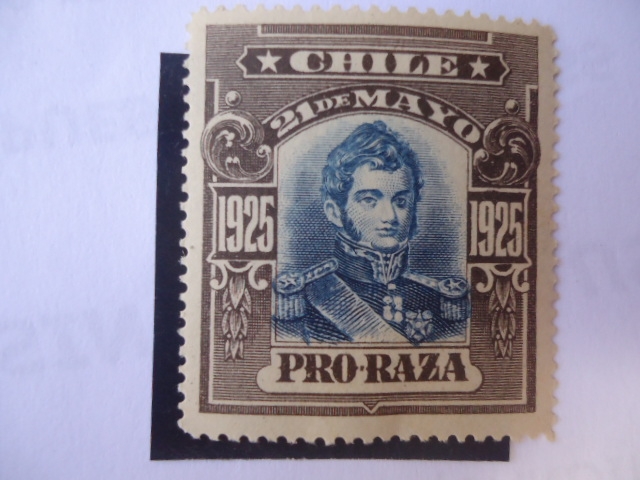 ★ CHILE ★
21 DE MAYO
1925 1925
PRO-RAZA